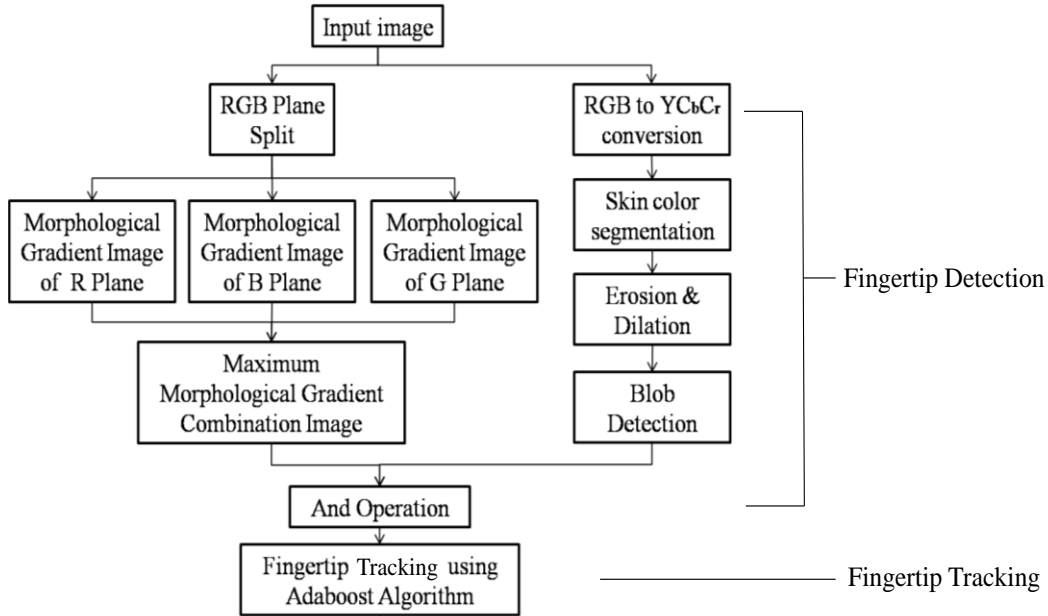 Input image
RGB Plane
Split
RGB to YCbCr
conversion
Morphological
Gradient Image
of R Plane
Morphological
Gradient Image
of B Plane
Morphological
Gradient Image
of G Plane
Skin color
segmentation
Erosion &
Dilation
Fingertip Detection
Maximum
Morphological Gradient
Combination Image
Blob
Detection
And Operation
Fingertip Tracking using
Adaboost Algorithm
Fingertip Tracking